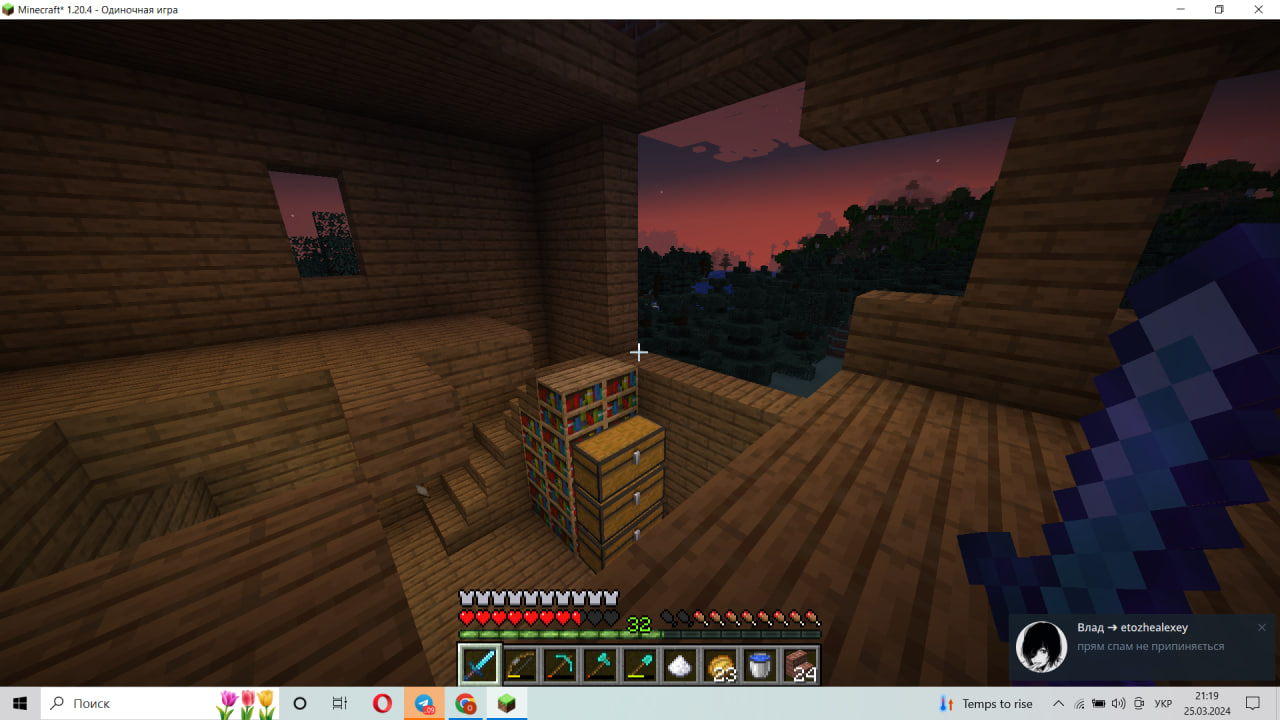 Minecraft* 1.20.4 - Одиночная игра
32
23
24
Влад ➜ etozhealexey
прям спам не припиняється
Поиск
Temps to rise
УКР
21:19
25.03.2024